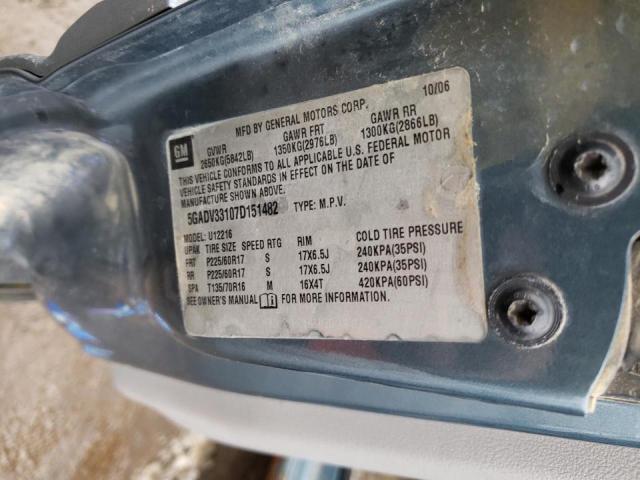 MFD BY GENERAL MOTORS CORP. 10/06
GM
GVWR GAWR FRT GAWR RR
2650KG(5842LB) 1350KG(2976LB) 1300KG(2866LB)
THIS VEHICLE CONFORMS TO ALL APPLICABLE U.S. FEDERAL MOTOR
VEHICLE SAFETY STANDARDS IN EFFECT ON THE DATE OF
MANUFACTURE SHOWN ABOVE.
5GADV33107D151482 TYPE: M.P.V.
MODEL: U12216
UPAK TIRE SIZE SPEED RTG RIM COLD TIRE PRESSURE
FRT P225/60R17 S 17X6.5J 240KPA(35PSI)
RR P225/60R17 S 17X6.5J 240KPA(35PSI)
SPA T135/70R16 M 16X4T 420KPA(60PSI)
SEE OWNER'S MANUAL FOR MORE INFORMATION.